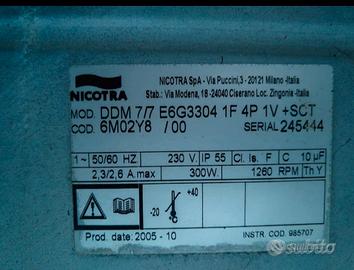 NICOTRA
NICOTRA SpA - Via Puccini,3 - 20121 Milano -Italia
Stab.: Via Modena, 18 -24040 Ciserano Loc. Zingonia -Italia
MOD. DDM 7/7 E6G3304 1F 4P 1V +SCT
COD. 6M02Y8 / 00 SERIAL 245444
1~ 50/60 HZ. 230 V. IP 55 Cl. Is. F C 10 µF
2,3/2,6 A.max 300W. 1260 RPM Th Y
-20 +40
Prod. date? 2005 - 10 INSTR. COD. 985707
subito